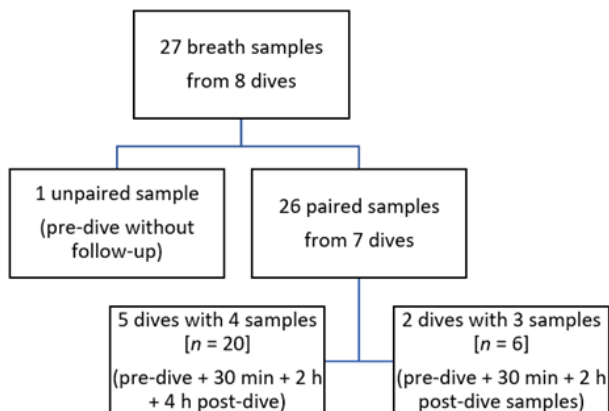 27 breath samples
from 8 dives
1 unpaired sample
(pre-dive without
follow-up)
26 paired samples
from 7 dives
5 dives with 4 samples
[n = 20]
(pre-dive + 30 min + 2 h
+ 4 h post-dive)
2 dives with 3 samples
[n = 6]
(pre-dive + 30 min + 2 h
post-dive samples)